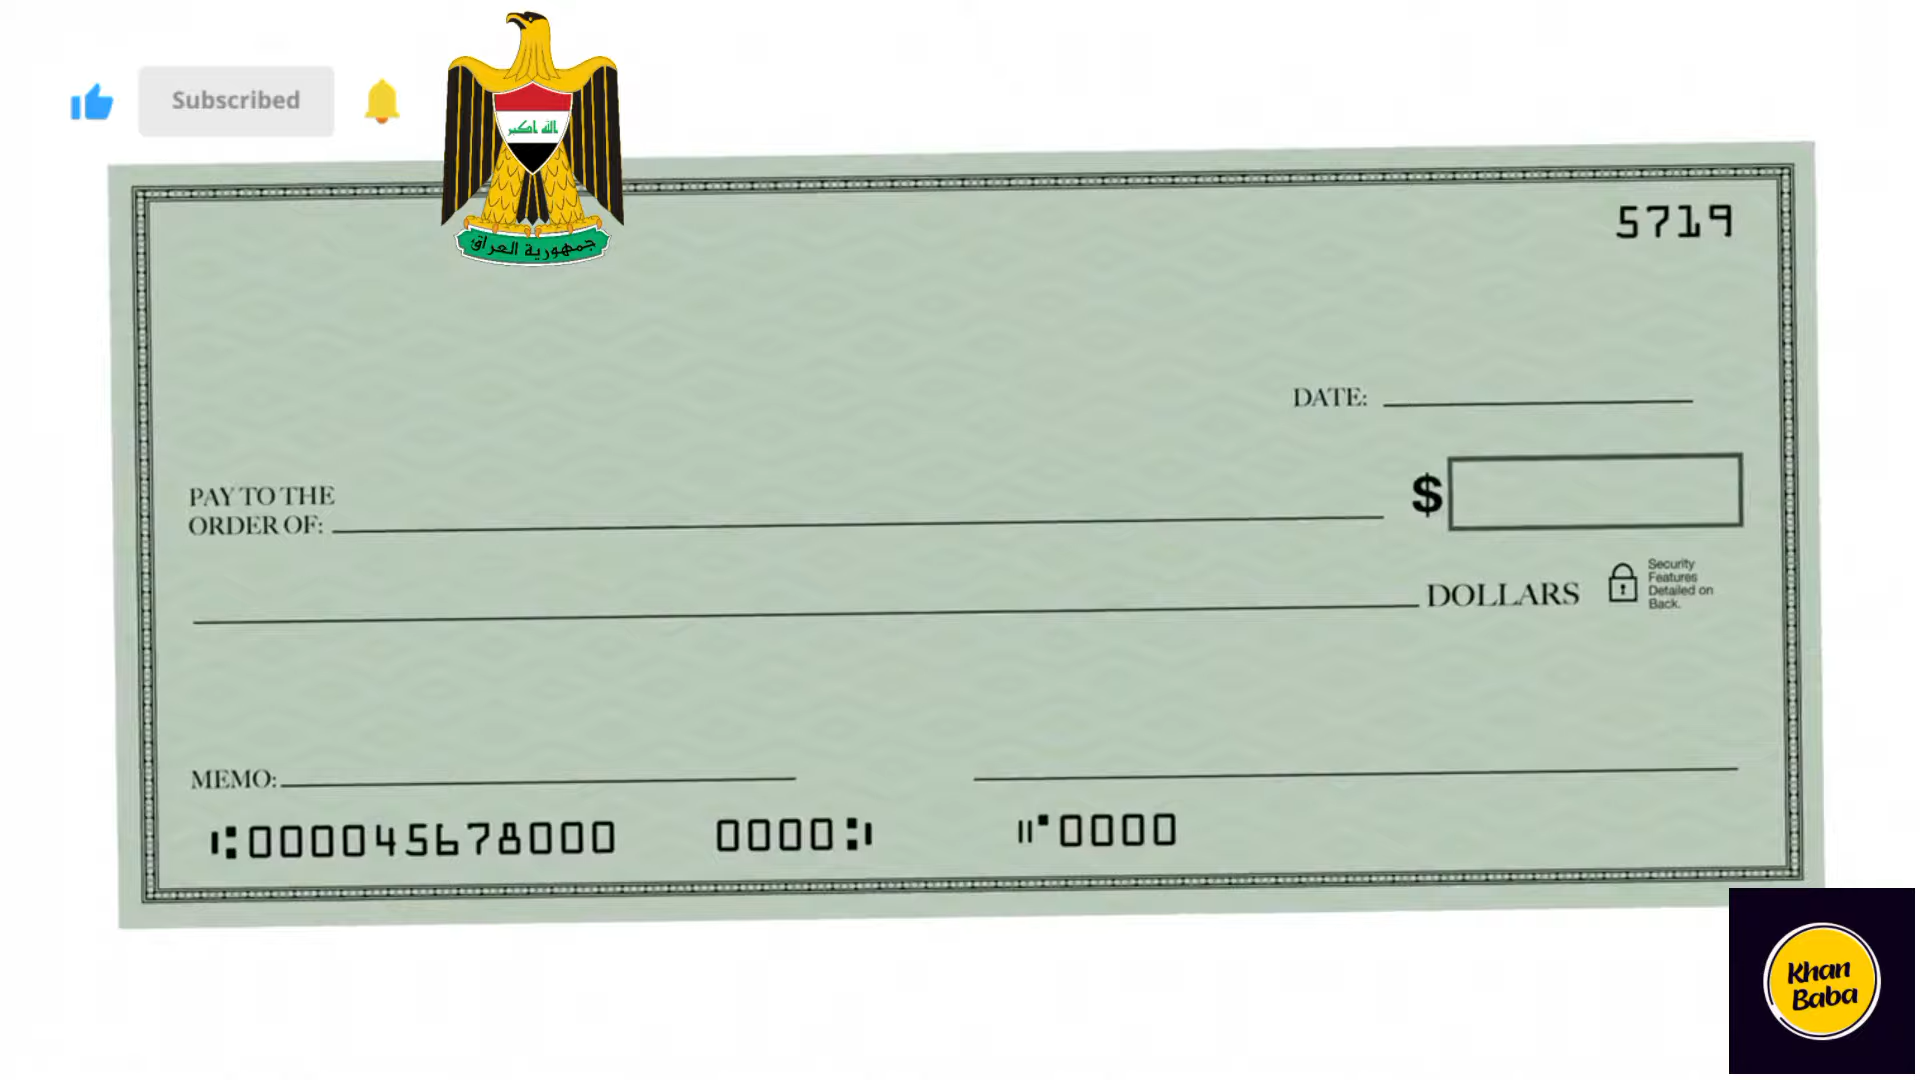 Subscribed
الله اكبر
جمهورية العراق
5719
DATE:
PAY TO THE
ORDER OF:
$
DOLLARS
Security
Features
Detailed on
Back.
MEMO:
⑆000045678000 0000⑆ ⑈0000
Khan
Baba